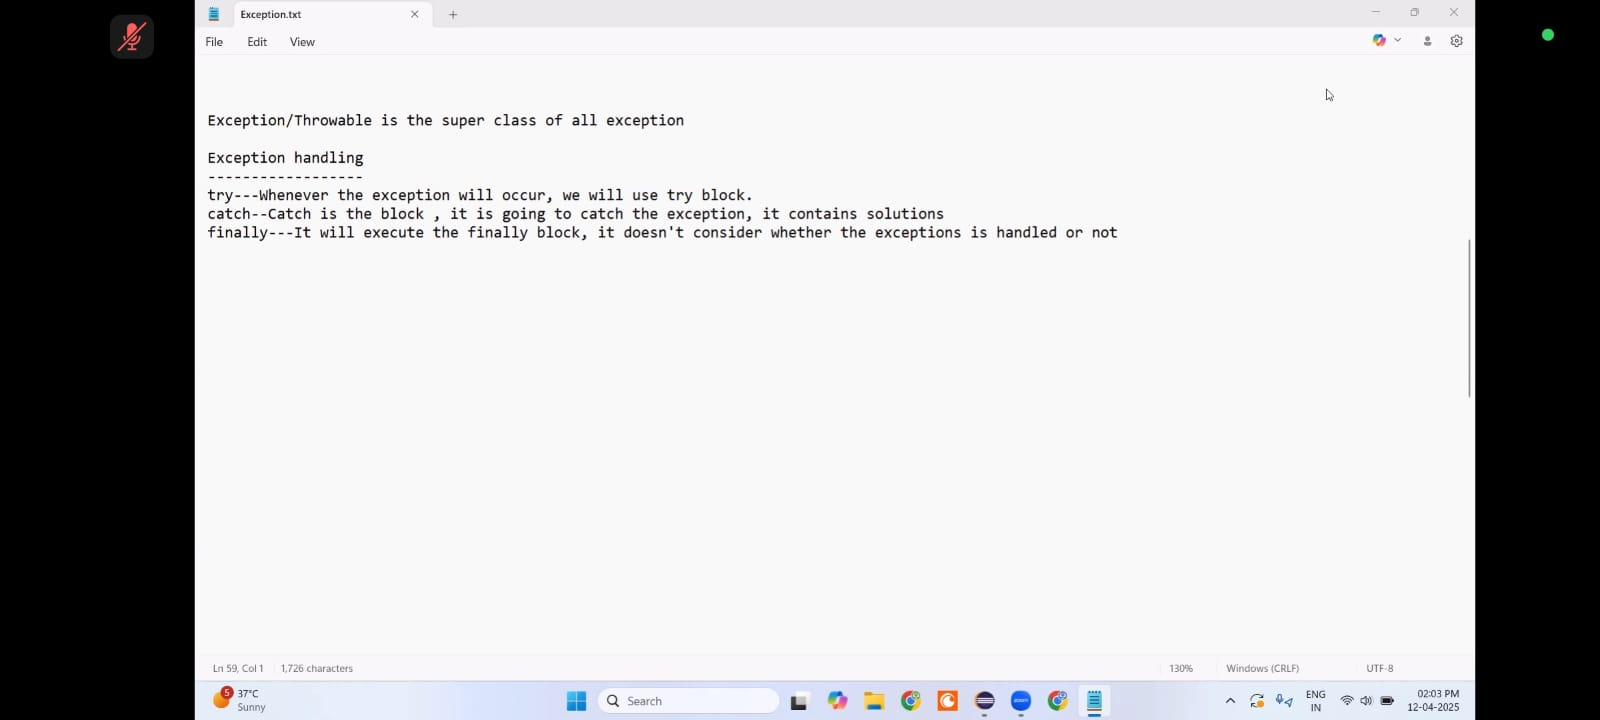 Exception.txt
File Edit View
Exception/Throwable is the super class of all exception
Exception handling
------------------
try---Whenever the exception will occur, we will use try block.
catch--Catch is the block , it is going to catch the exception, it contains solutions
finally---It will execute the finally block, it doesn't consider whether the exceptions is handled or not
Ln 59, Col 1 1,726 characters 130% Windows (CRLF) UTF-8
5 37°C Search ENG 02:03 PM
Sunny IN 12-04-2025